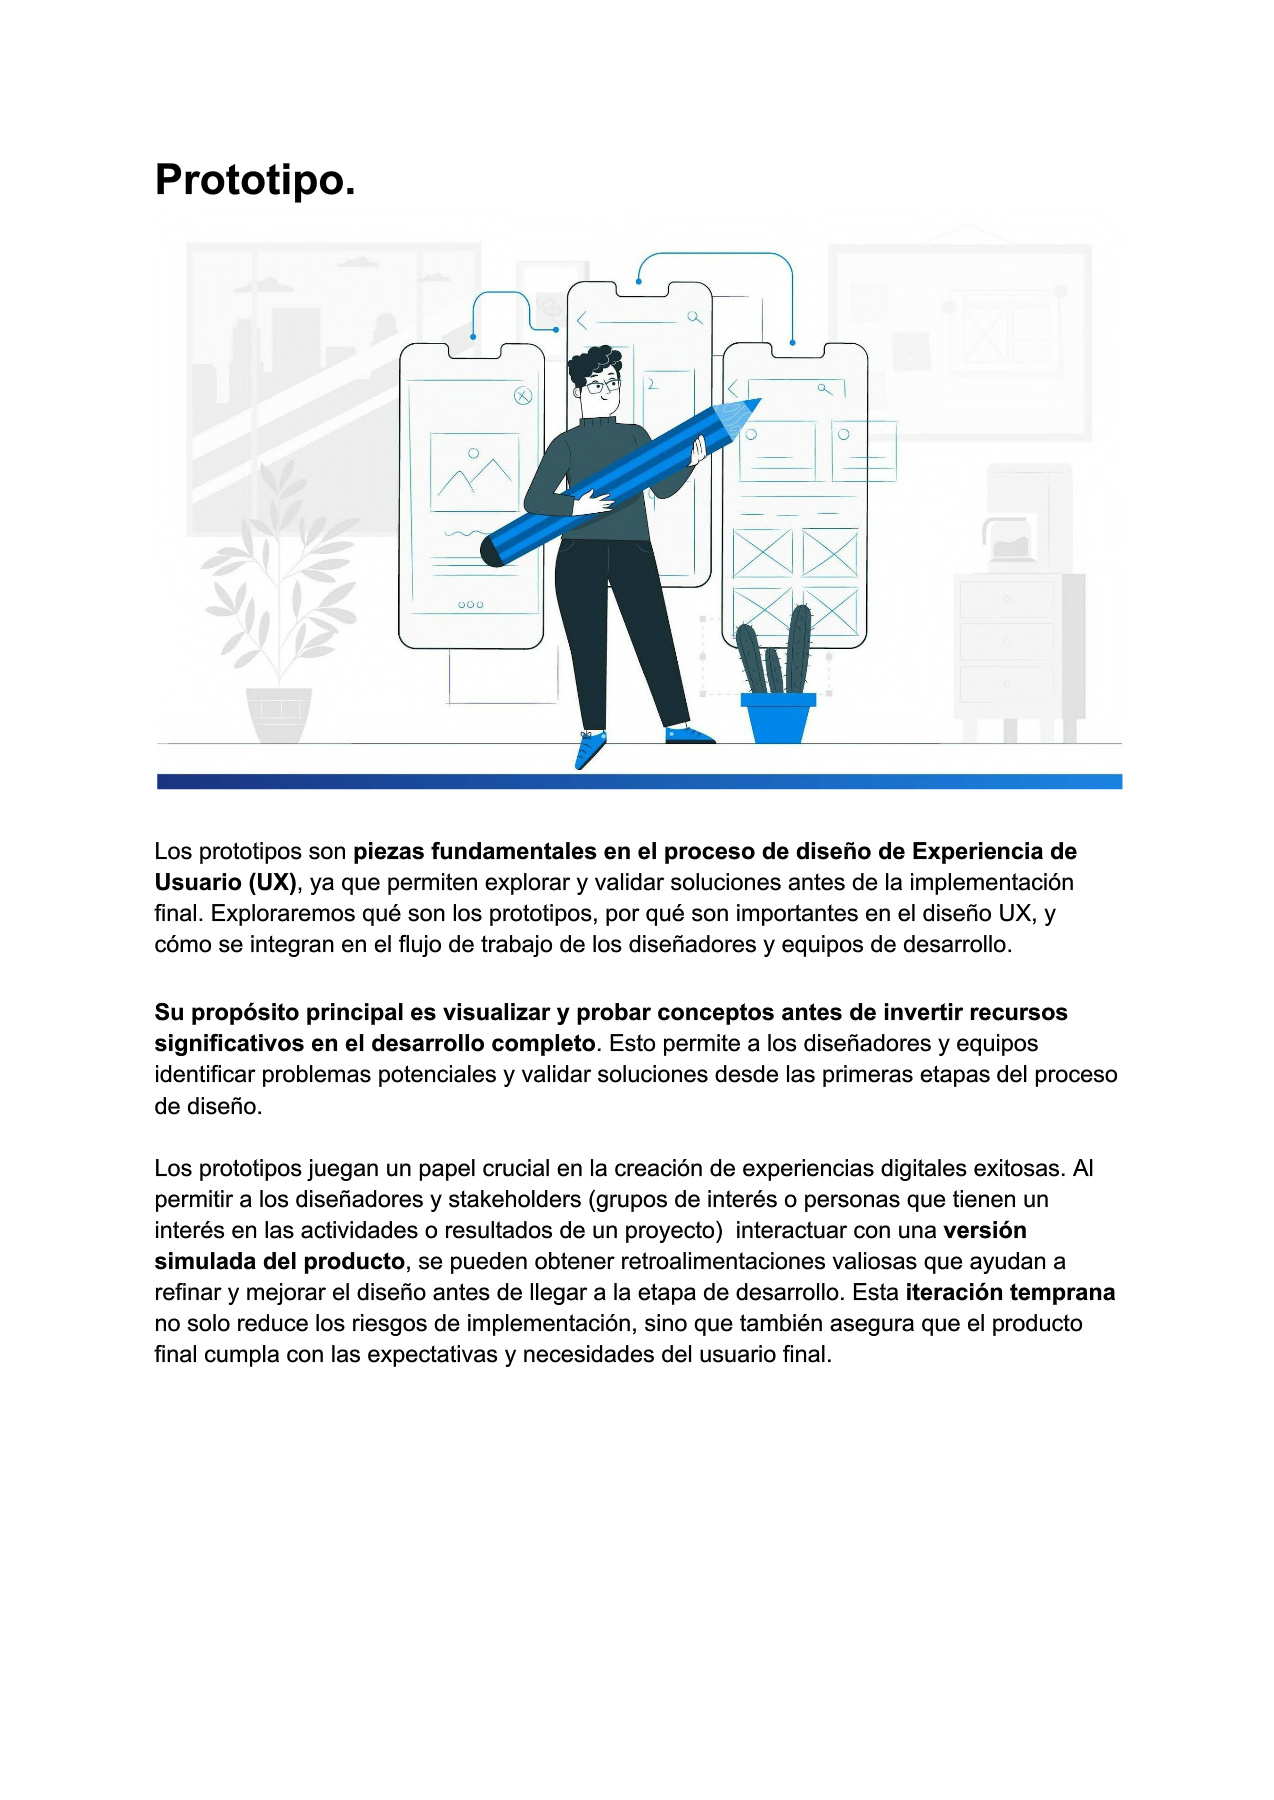 Prototipo.
2
Los prototipos son piezas fundamentales en el proceso de diseño de Experiencia de
Usuario (UX), ya que permiten explorar y validar soluciones antes de la implementación
final. Exploraremos qué son los prototipos, por qué son importantes en el diseño UX, y
cómo se integran en el flujo de trabajo de los diseñadores y equipos de desarrollo.
Su propósito principal es visualizar y probar conceptos antes de invertir recursos
significativos en el desarrollo completo. Esto permite a los diseñadores y equipos
identificar problemas potenciales y validar soluciones desde las primeras etapas del proceso
de diseño.
Los prototipos juegan un papel crucial en la creación de experiencias digitales exitosas. Al
permitir a los diseñadores y stakeholders (grupos de interés o personas que tienen un
interés en las actividades o resultados de un proyecto)  interactuar con una versión
simulada del producto, se pueden obtener retroalimentaciones valiosas que ayudan a
refinar y mejorar el diseño antes de llegar a la etapa de desarrollo. Esta iteración temprana
no solo reduce los riesgos de implementación, sino que también asegura que el producto
final cumpla con las expectativas y necesidades del usuario final.